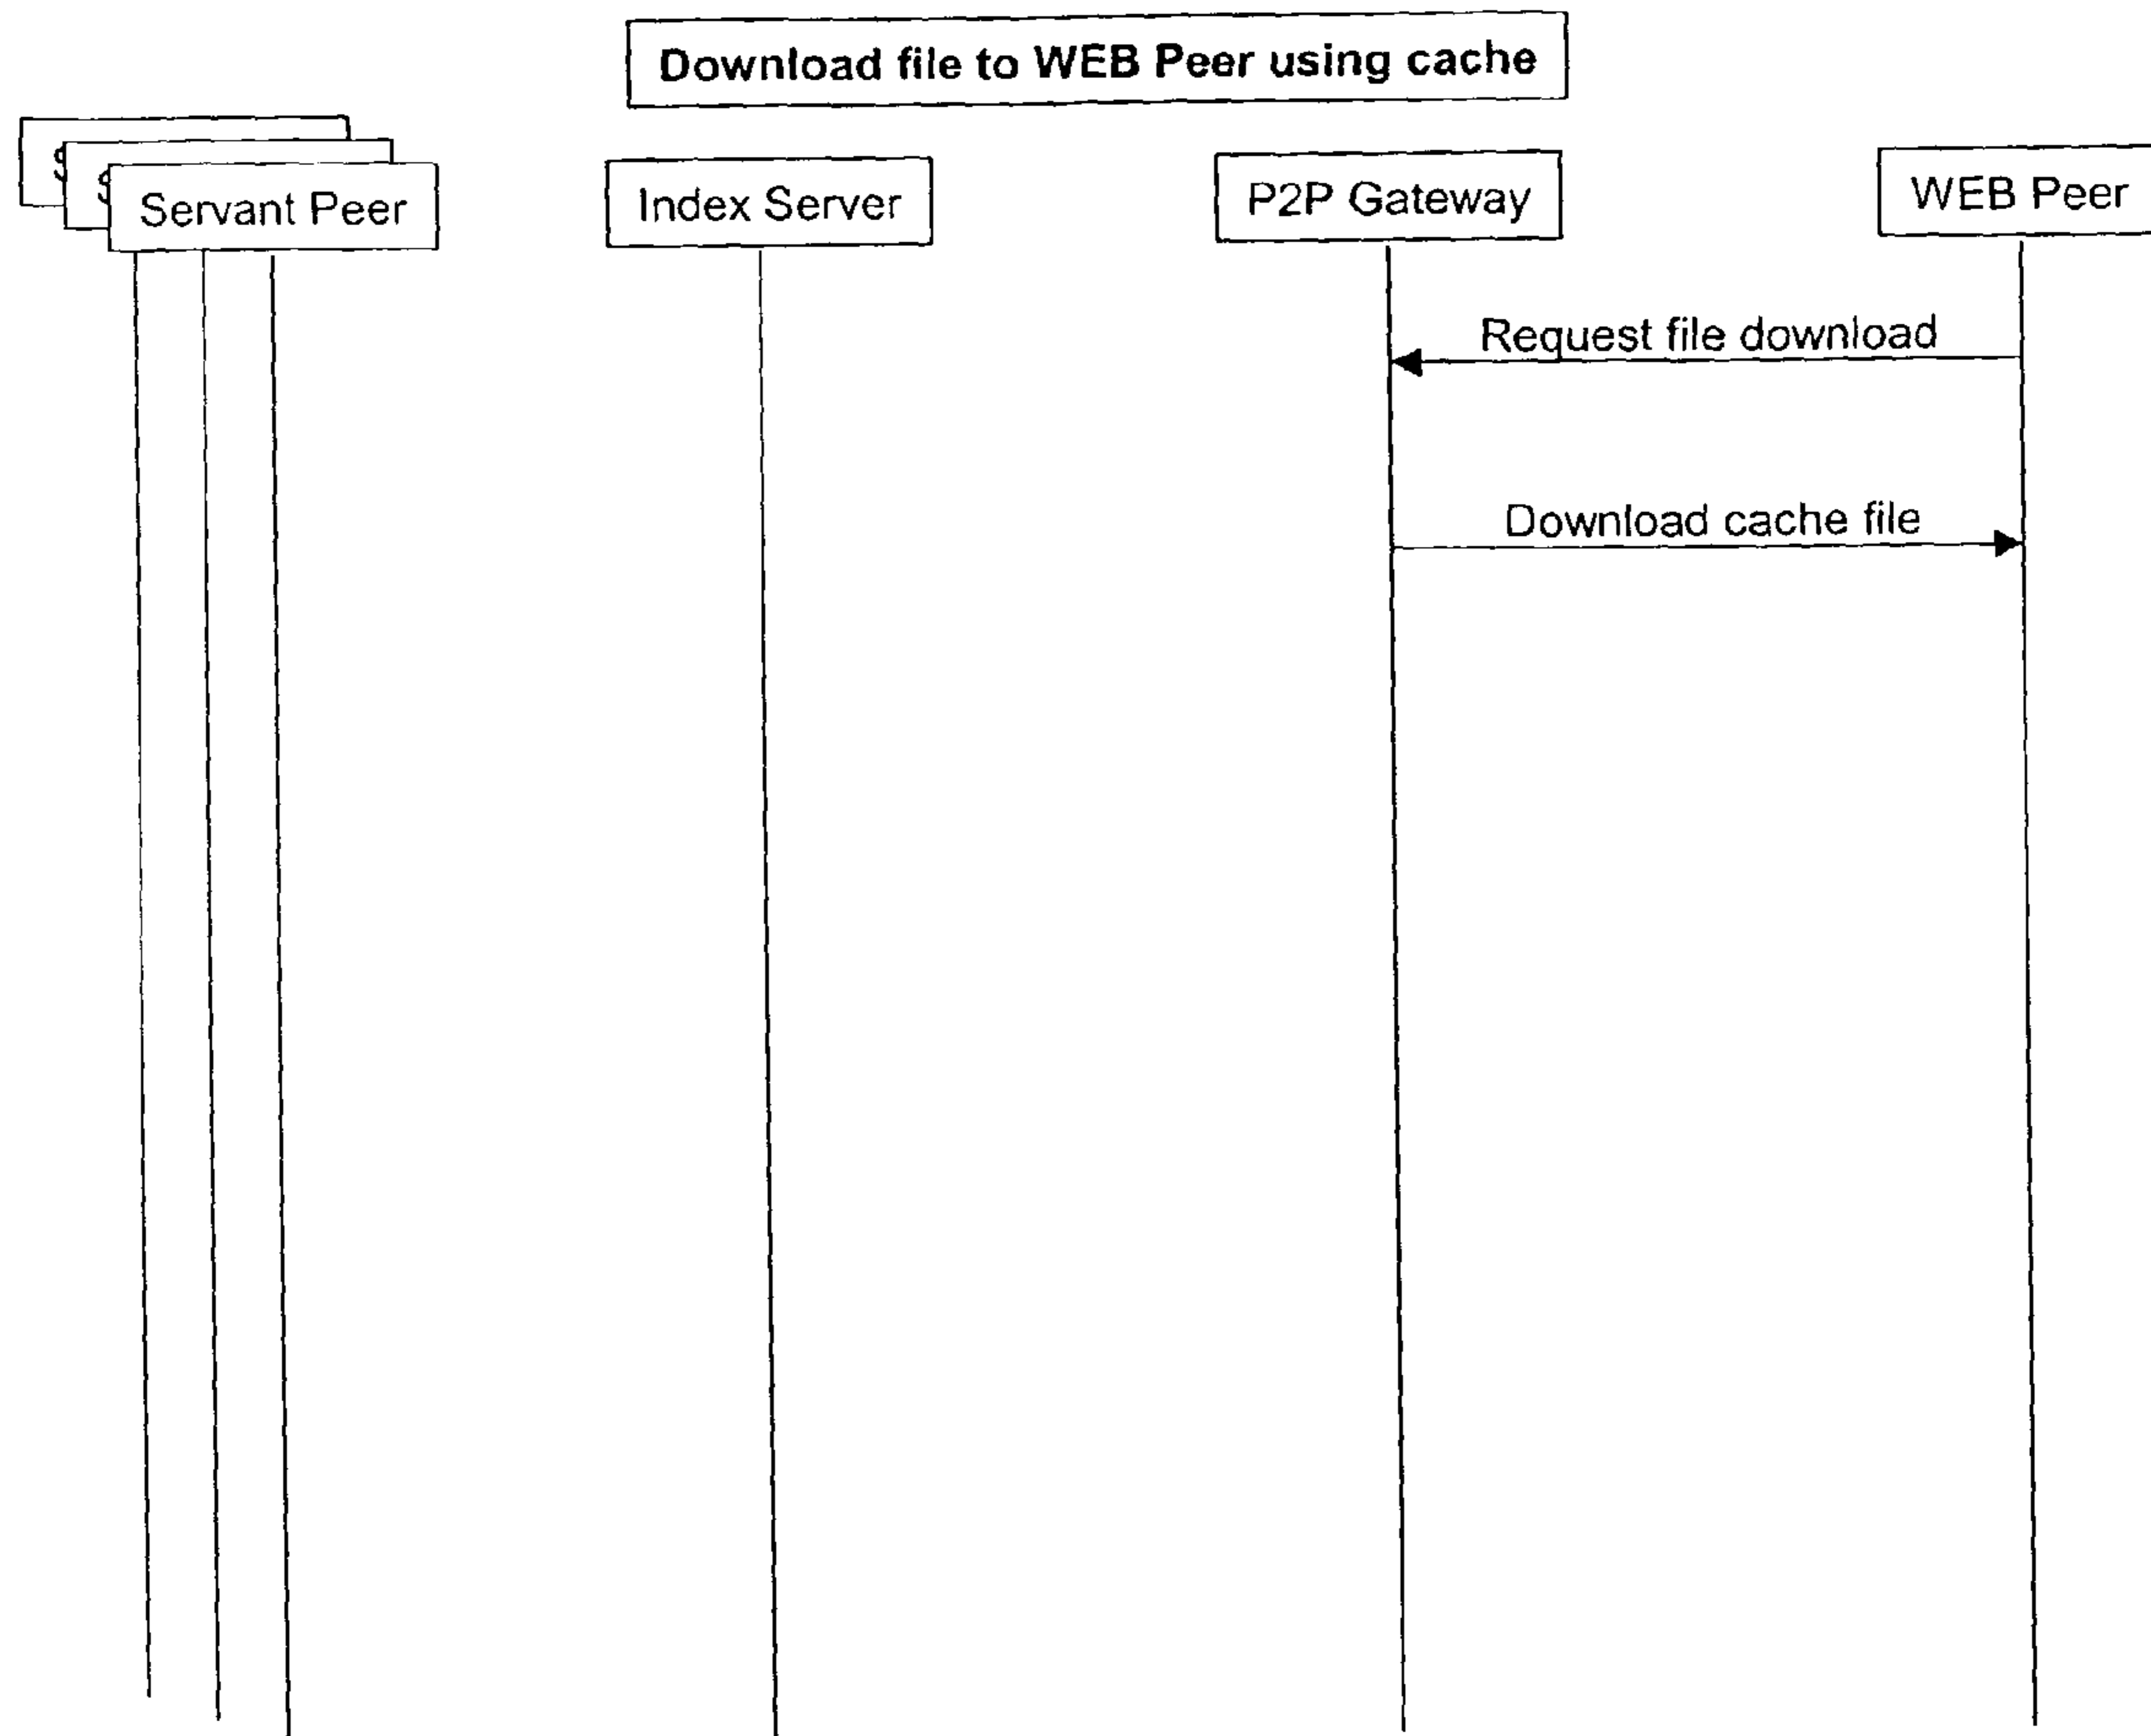 Download file to WEB Peer using cache
S
S
Servant Peer
Index Server
P2P Gateway
WEB Peer
Request file download
Download cache file